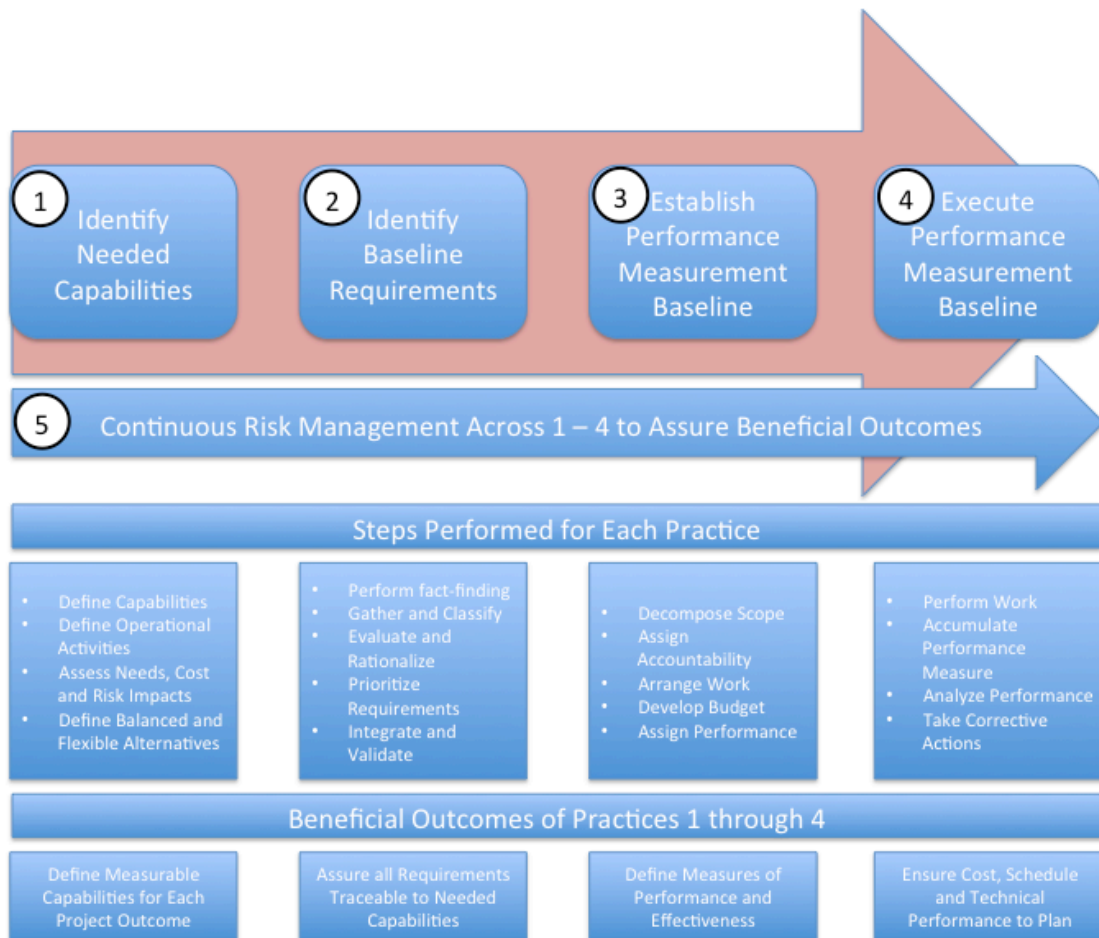 1
Identify
Needed
Capabilities
2
Identify
Baseline
Requirements
3
Establish
Performance
Measurement
Baseline
4
Execute
Performance
Measurement
Baseline
5
Continuous Risk Management Across 1 – 4 to Assure Beneficial Outcomes
Steps Performed for Each Practice
• Define Capabilities
• Define Operational
Activities
• Assess Needs, Cost
and Risk Impacts
• Define Balanced and
Flexible Alternatives
• Perform fact-finding
• Gather and Classify
• Evaluate and
Rationalize
• Prioritize
Requirements
• Integrate and
Validate
• Decompose Scope
• Assign
Accountability
• Arrange Work
• Develop Budget
• Assign Performance
• Perform Work
• Accumulate
Performance
Measure
• Analyze Performance
• Take Corrective
Actions
Beneficial Outcomes of Practices 1 through 4
Define Measurable
Capabilities for Each
Project Outcome
Assure all Requirements
Traceable to Needed
Capabilities
Define Measures of
Performance and
Effectiveness
Ensure Cost, Schedule
and Technical
Performance to Plan